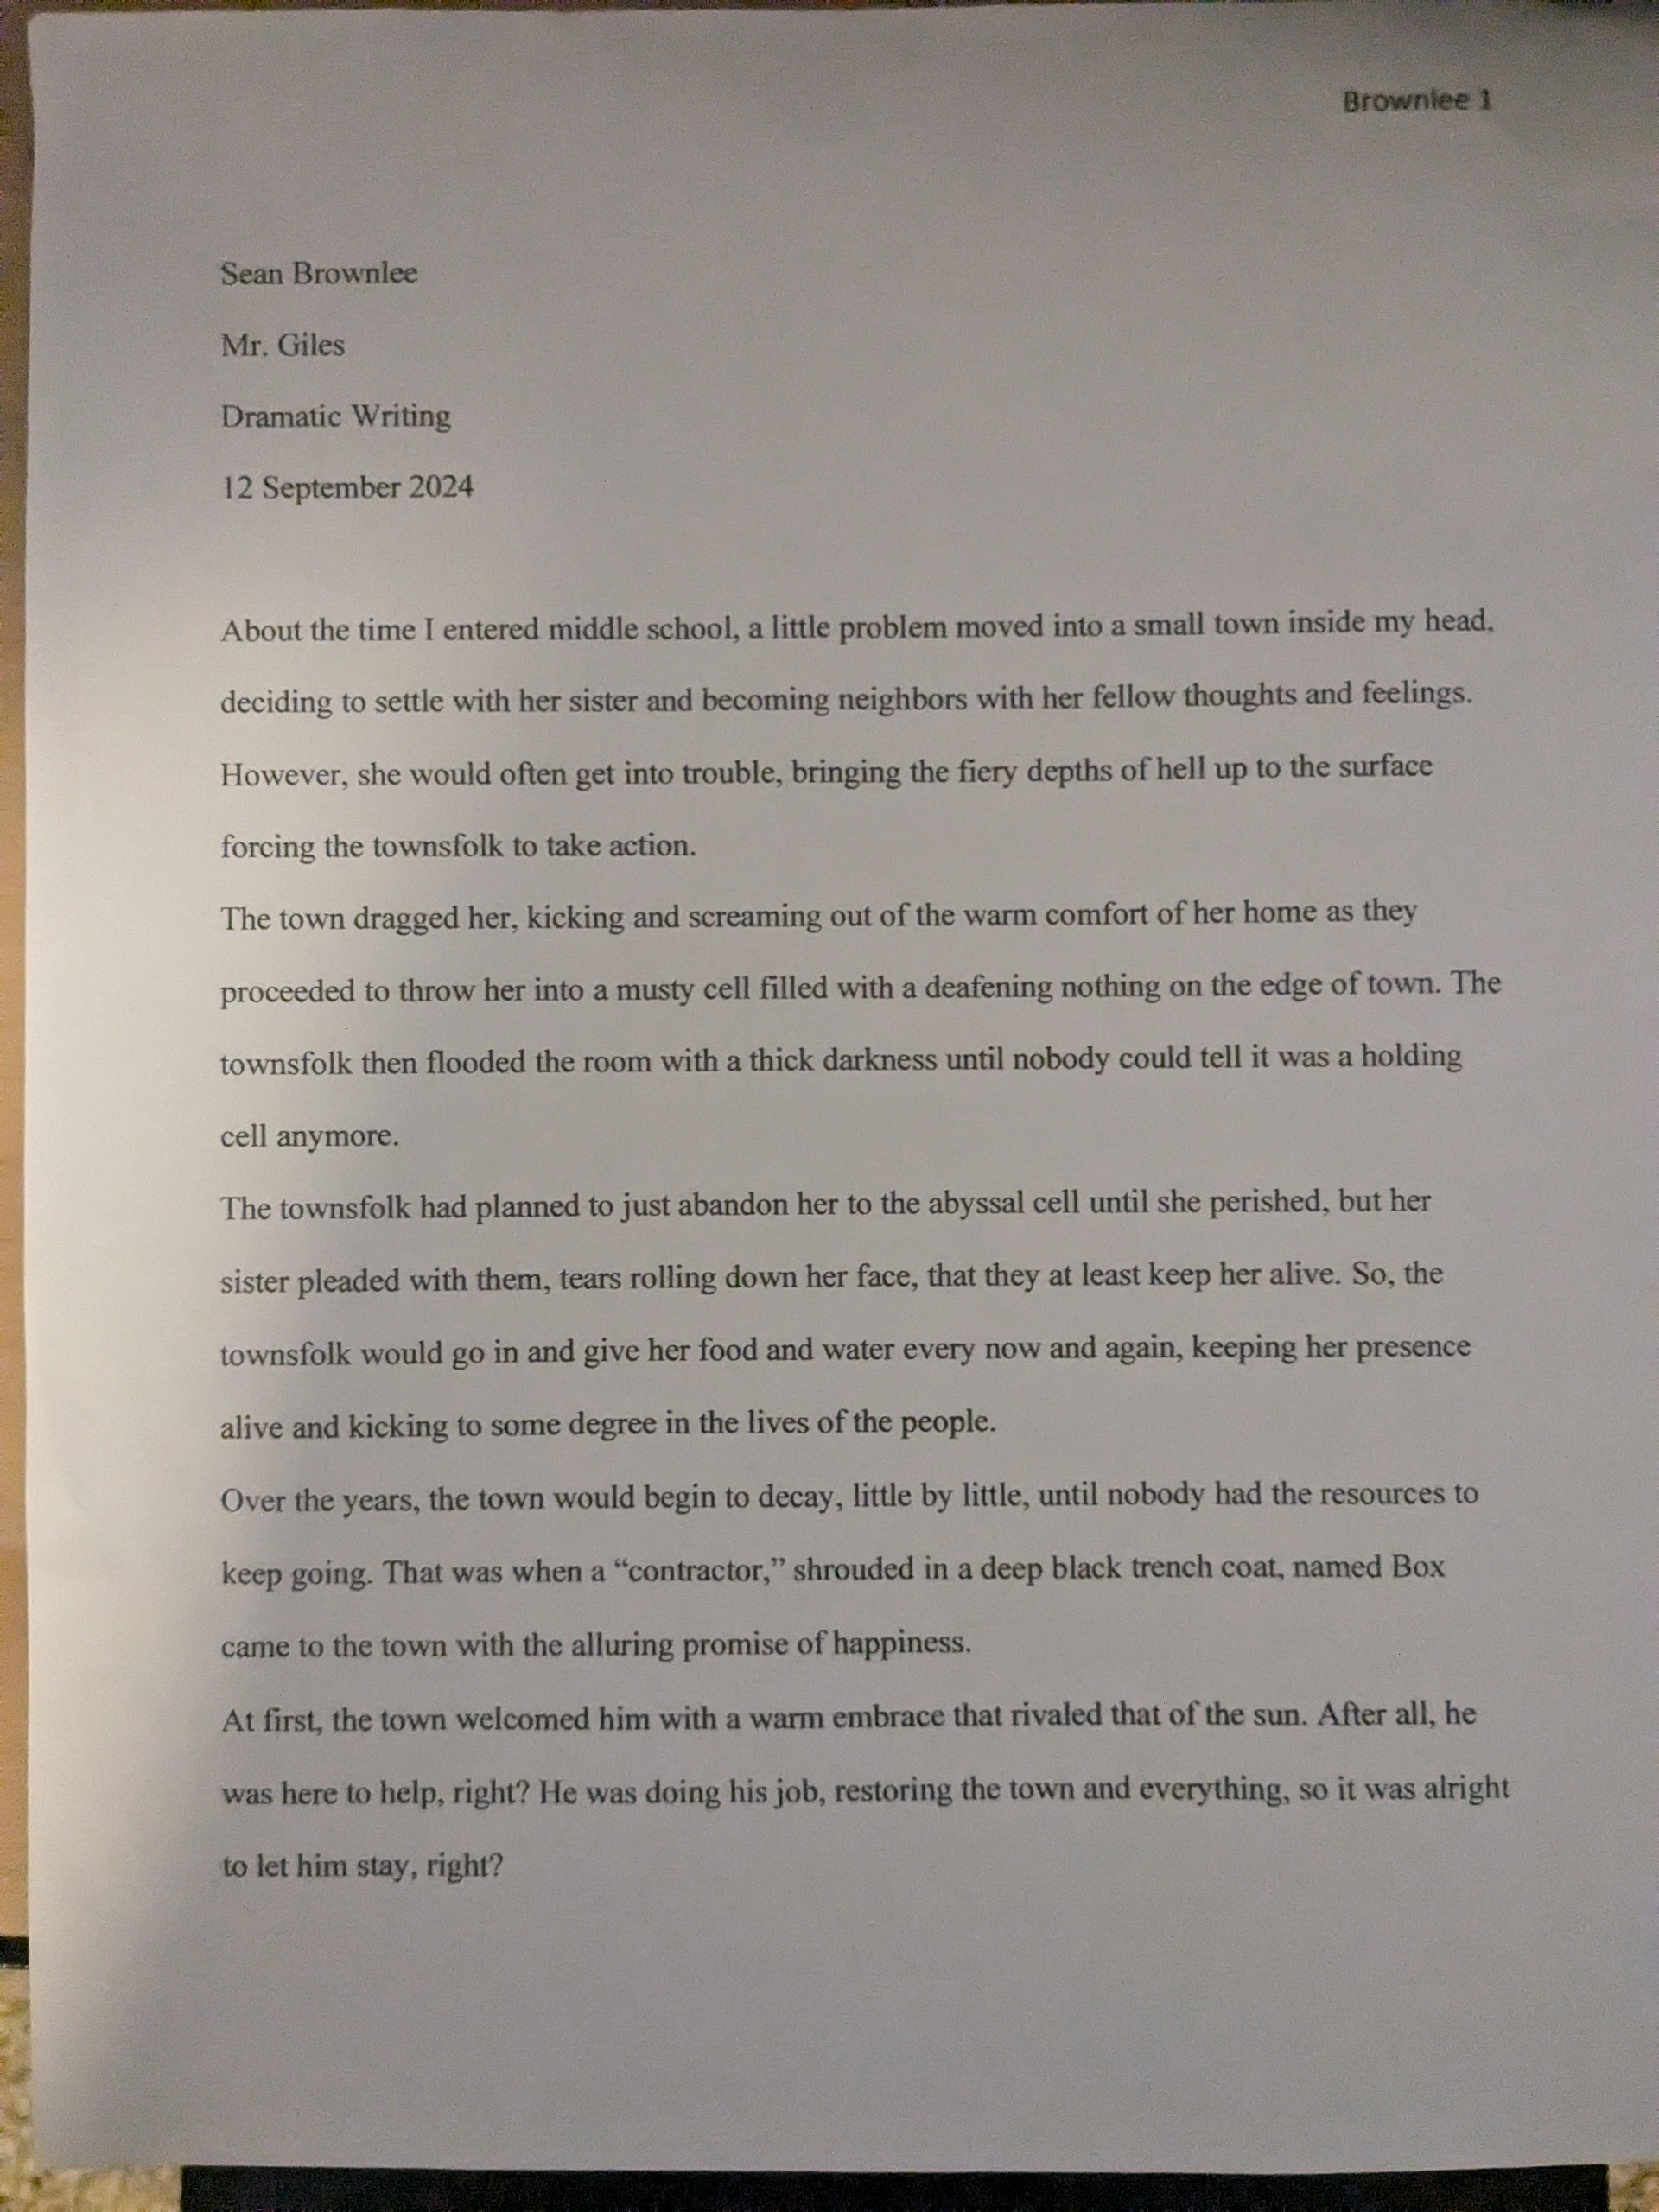 Brownlee 1
Sean Brownlee
Mr. Giles
Dramatic Writing
12 September 2024
About the time I entered middle school, a little problem moved into a small town inside my head,
deciding to settle with her sister and becoming neighbors with her fellow thoughts and feelings.
However, she would often get into trouble, bringing the fiery depths of hell up to the surface
forcing the townsfolk to take action.
The town dragged her, kicking and screaming out of the warm comfort of her home as they
proceeded to throw her into a musty cell filled with a deafening nothing on the edge of town. The
townsfolk then flooded the room with a thick darkness until nobody could tell it was a holding
cell anymore.
The townsfolk had planned to just abandon her to the abyssal cell until she perished, but her
sister pleaded with them, tears rolling down her face, that they at least keep her alive. So, the
townsfolk would go in and give her food and water every now and again, keeping her presence
alive and kicking to some degree in the lives of the people.
Over the years, the town would begin to decay, little by little, until nobody had the resources to
keep going. That was when a “contractor,” shrouded in a deep black trench coat, named Box
came to the town with the alluring promise of happiness.
At first, the town welcomed him with a warm embrace that rivaled that of the sun. After all, he
was here to help, right? He was doing his job, restoring the town and everything, so it was alright
to let him stay, right?